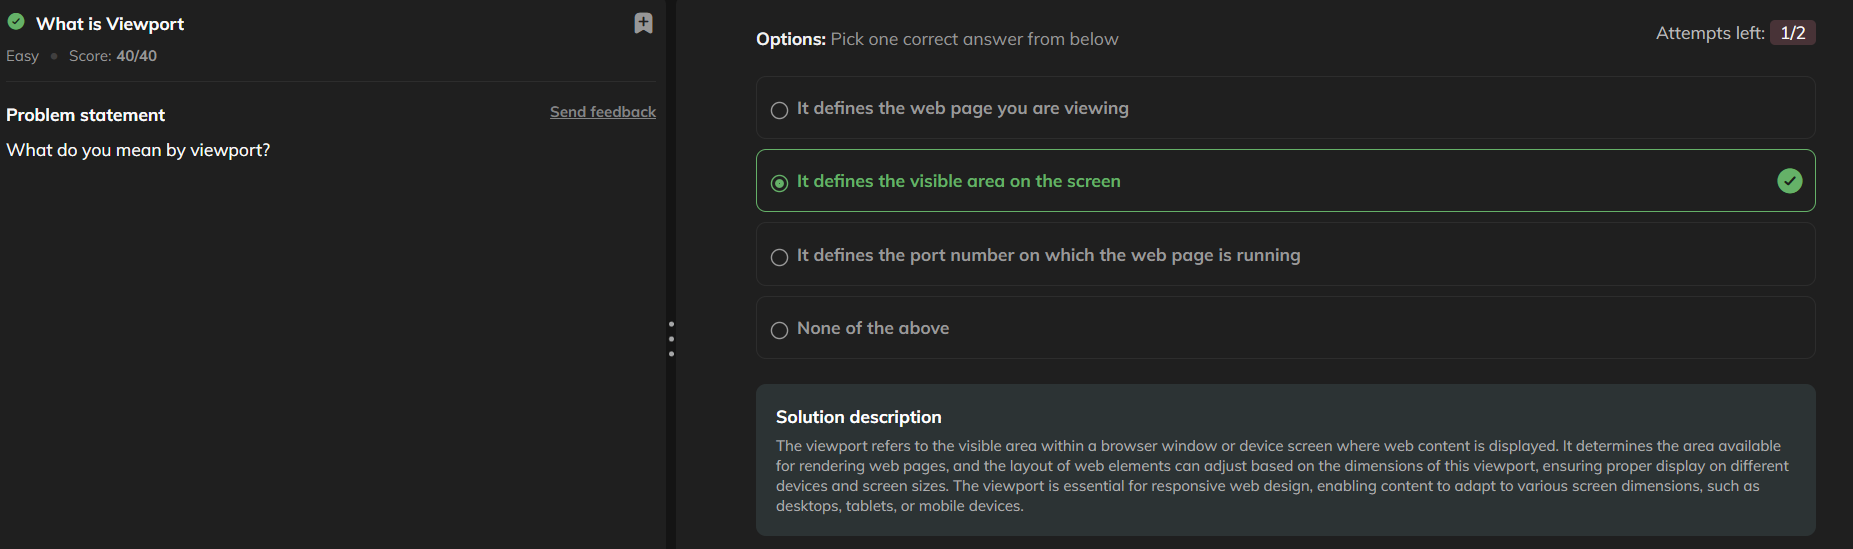 What is Viewport
Easy Score: 40/40
Problem statement
Send feedback
What do you mean by viewport?
Options: Pick one correct answer from below
Attempts left: 1/2
It defines the web page you are viewing
It defines the visible area on the screen
It defines the port number on which the web page is running
None of the above
Solution description
The viewport refers to the visible area within a browser window or device screen where web content is displayed. It determines the area available
for rendering web pages, and the layout of web elements can adjust based on the dimensions of this viewport, ensuring proper display on different
devices and screen sizes. The viewport is essential for responsive web design, enabling content to adapt to various screen dimensions, such as
desktops, tablets, or mobile devices.